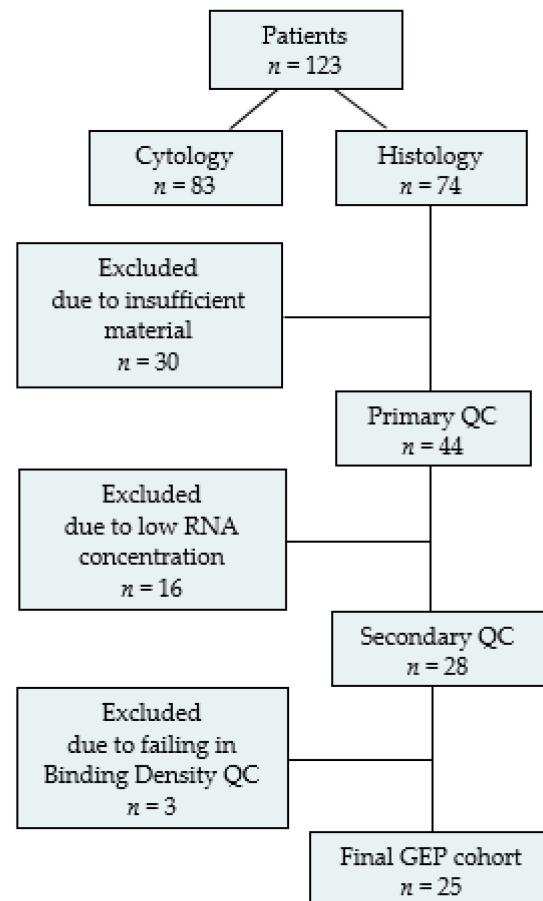 Patients
n = 123
Cytology
n = 83
Histology
n = 74
Excluded
due to insufficient
material
n = 30
Primary QC
n = 44
Excluded
due to low RNA
concentration
n = 16
Secondary QC
n = 28
Excluded
due to failing in
Binding Density QC
n = 3
Final GEP cohort
n = 25